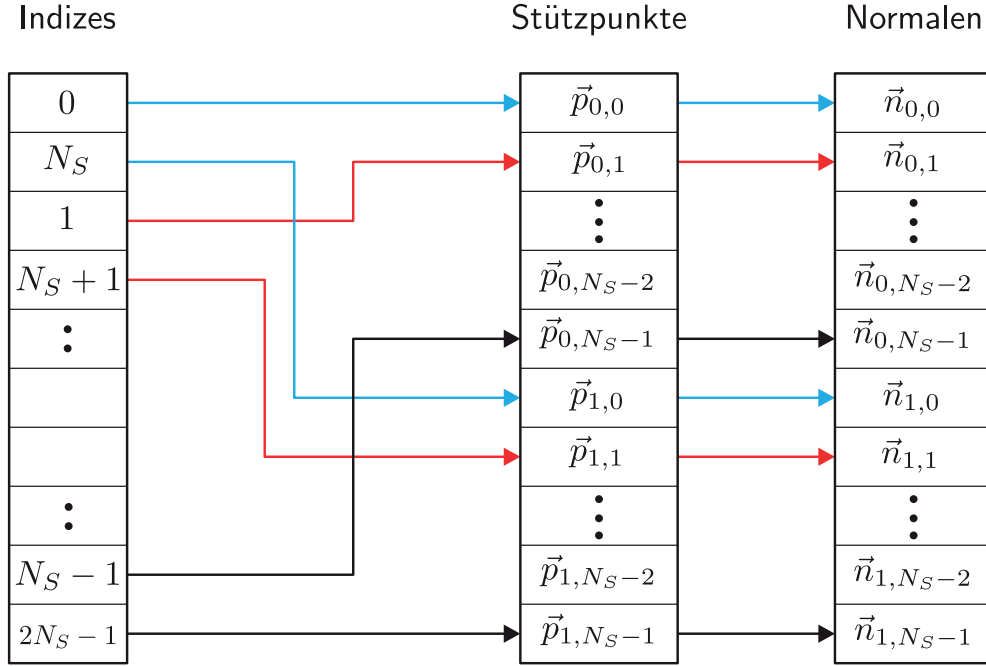 Indizes Stützpunkte Normalen
0 p⃗₀,₀ n⃗₀,₀
N_S p⃗₀,₁ n⃗₀,₁
1 ⋮ ⋮
N_S + 1 p⃗_{0,N_S−2} n⃗_{0,N_S−2}
⋮ p⃗_{0,N_S−1} n⃗_{0,N_S−1}
p⃗₁,₀ n⃗₁,₀
p⃗₁,₁ n⃗₁,₁
⋮ ⋮ ⋮
N_S − 1 p⃗_{1,N_S−2} n⃗_{1,N_S−2}
2N_S − 1 p⃗_{1,N_S−1} n⃗_{1,N_S−1}